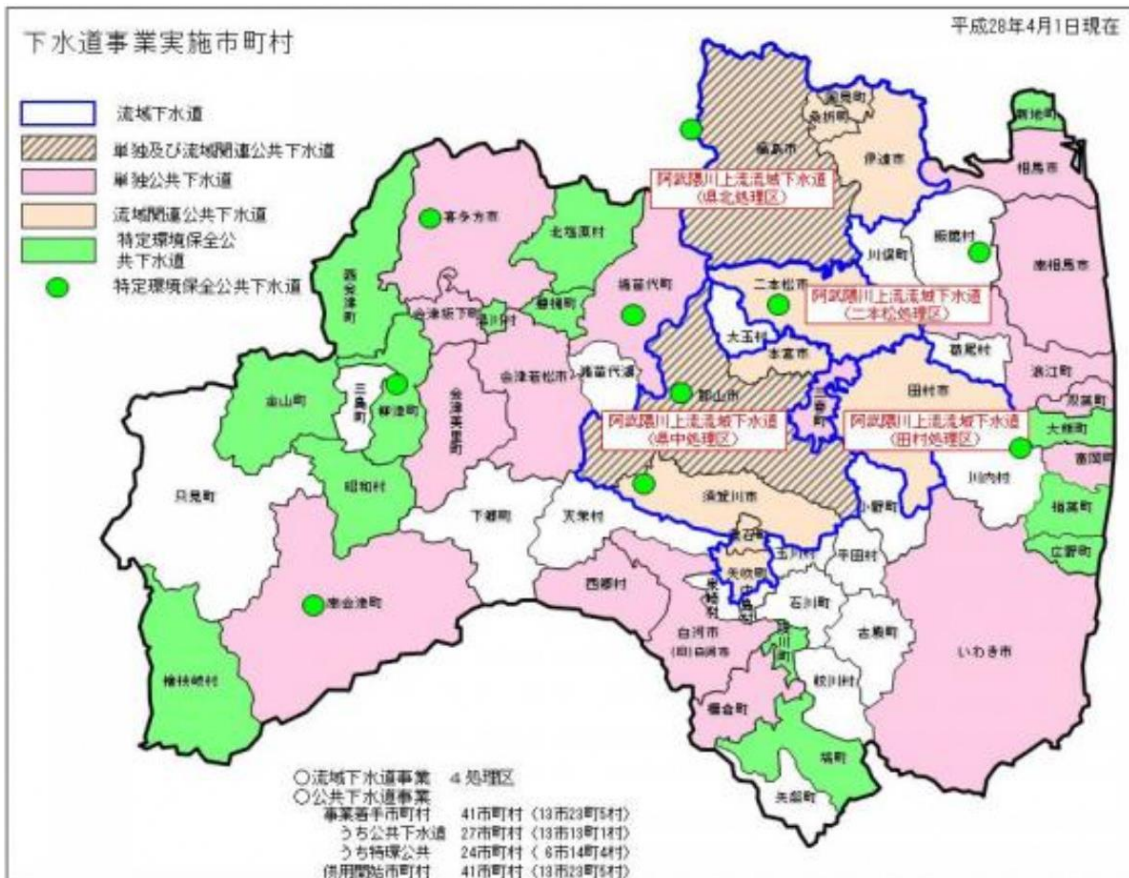 下水道事業実施市町村
平成28年4月1日現在
流域下水道
単独及び流域関連公共下水道
単独公共下水道
流域関連公共下水道
特定環境保全公
共下水道
特定環境保全公共下水道
国見町
桑折町
福島市
伊達市
新地町
相馬市
阿武隈川上流流域下水道
(県北処理区)
喜多方市
北塩原村
川俣町
飯舘村
南相馬市
西会津町
猪苗代町
二本松市
阿武隈川上流流域下水道
(二本松処理区)
会津坂下町
湯川村
磐梯町
大玉村
本宮市
葛尾村
浪江町
会津若松市
猪苗代湖
田村市
双葉町
金山町
三島町
柳津町
会津美里町
郡山市
三春町
大熊町
阿武隈川上流流域下水道
(県中処理区)
阿武隈川上流流域下水道
(田村処理区)
富岡町
川内村
只見町
昭和村
須賀川市
小野町
楢葉町
下郷町
天栄村
鏡石町
玉川村
平田村
広野町
矢吹町
南会津町
西郷村
泉崎村
中島村
石川町
古殿町
白河市
(旧)白河市
浅川町
いわき市
鮫川村
檜枝岐村
棚倉町
塙町
矢祭町
○流域下水道事業 4処理区
○公共下水道事業
事業着手市町村 41市町村(13市23町5村)
うち公共下水道 27市町村(13市13町1村)
うち特環公共 24市町村( 6市14町4村)
供用開始市町村 41市町村(13市23町5村)